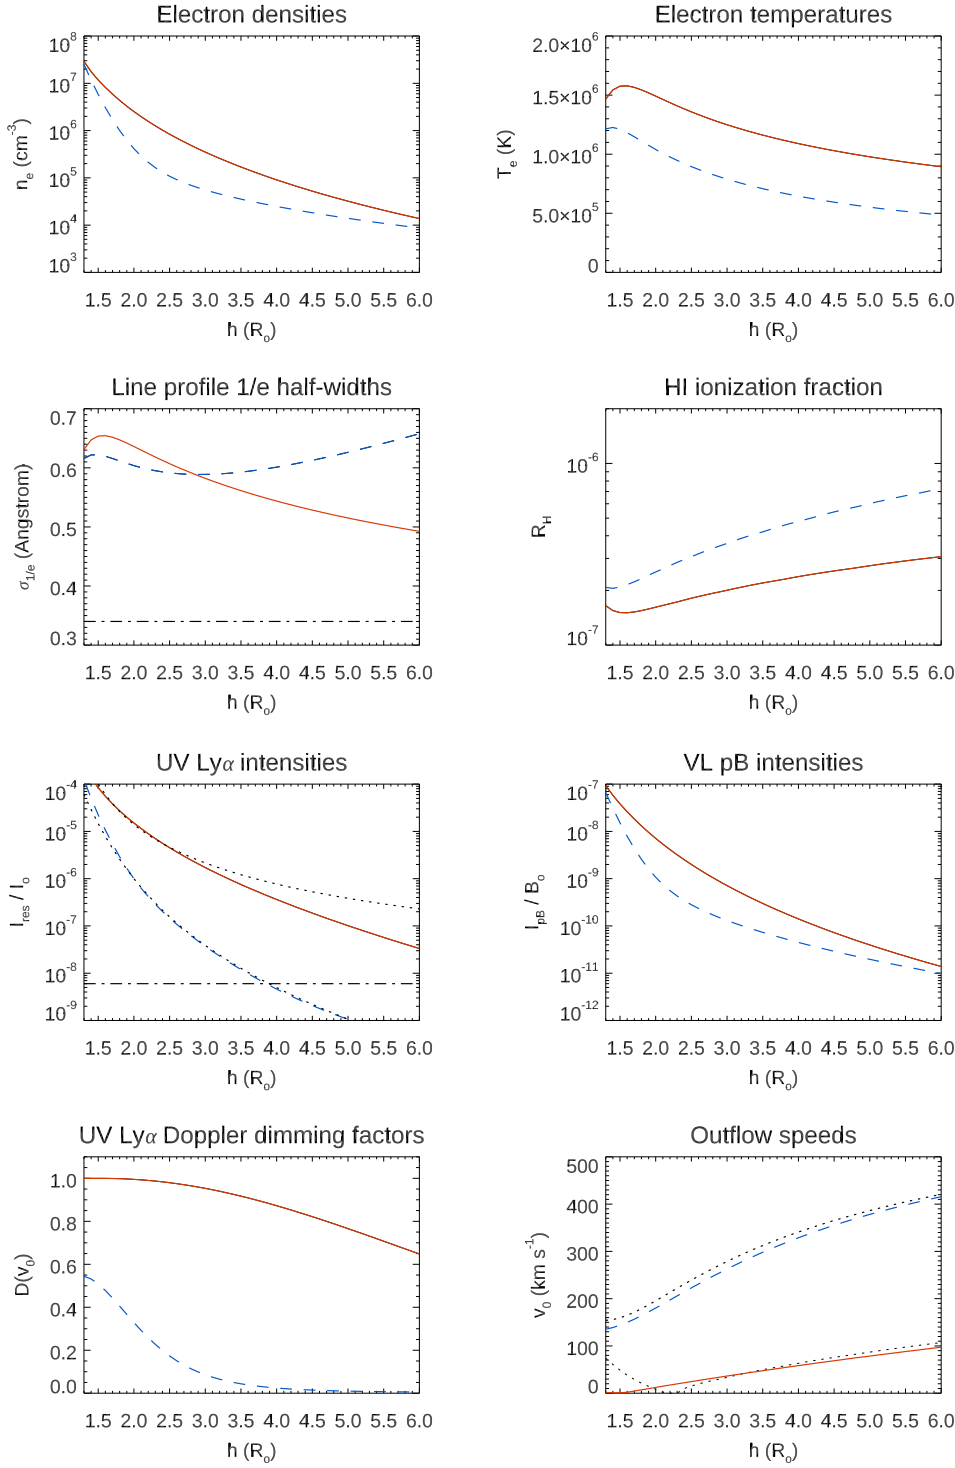 Electron densities
10^8
10^7
10^6
10^5
10^4
10^3
n_e (cm^-3)
1.5 2.0 2.5 3.0 3.5 4.0 4.5 5.0 5.5 6.0
ħ (R_o)
Electron temperatures
2.0×10^6
1.5×10^6
1.0×10^6
5.0×10^5
0
T_e (K)
1.5 2.0 2.5 3.0 3.5 4.0 4.5 5.0 5.5 6.0
ħ (R_o)
Line profile 1/e half-widths
0.7
0.6
0.5
0.4
0.3
σ_1/e (Angstrom)
1.5 2.0 2.5 3.0 3.5 4.0 4.5 5.0 5.5 6.0
ħ (R_o)
HI ionization fraction
10^-6
10^-7
R_H
1.5 2.0 2.5 3.0 3.5 4.0 4.5 5.0 5.5 6.0
ħ (R_o)
UV Lyα intensities
10^-4
10^-5
10^-6
10^-7
10^-8
10^-9
I_res / I_o
1.5 2.0 2.5 3.0 3.5 4.0 4.5 5.0 5.5 6.0
ħ (R_o)
VL pB intensities
10^-7
10^-8
10^-9
10^-10
10^-11
10^-12
I_pB / B_o
1.5 2.0 2.5 3.0 3.5 4.0 4.5 5.0 5.5 6.0
ħ (R_o)
UV Lyα Doppler dimming factors
1.0
0.8
0.6
0.4
0.2
0.0
D(v_0)
1.5 2.0 2.5 3.0 3.5 4.0 4.5 5.0 5.5 6.0
ħ (R_o)
Outflow speeds
500
400
300
200
100
0
v_0 (km s^-1)
1.5 2.0 2.5 3.0 3.5 4.0 4.5 5.0 5.5 6.0
ħ (R_o)